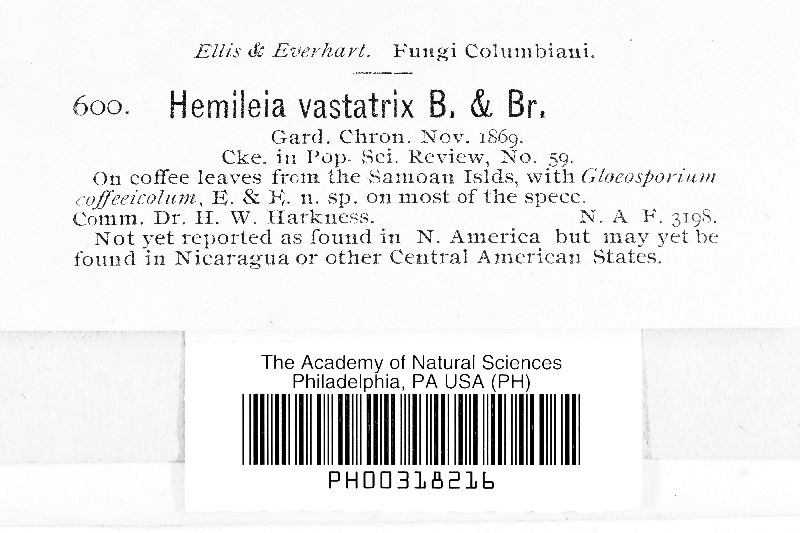 Ellis & Everhart. Fungi Columbiani.
600. Hemileia vastatrix B. & Br.
Gard. Chron. Nov. 1869.
Cke. in Pop. Sci. Review, No. 59.
On coffee leaves from the Samoan Islds, with Gloeosporium
coffeeicolum, E. & E. n. sp. on most of the specc.
Comm. Dr. H. W. Harkness. N. A F. 3198.
Not yet reported as found in N. America but may yet be
found in Nicaragua or other Central American States.
The Academy of Natural Sciences
Philadelphia, PA USA (PH)
PH00318216